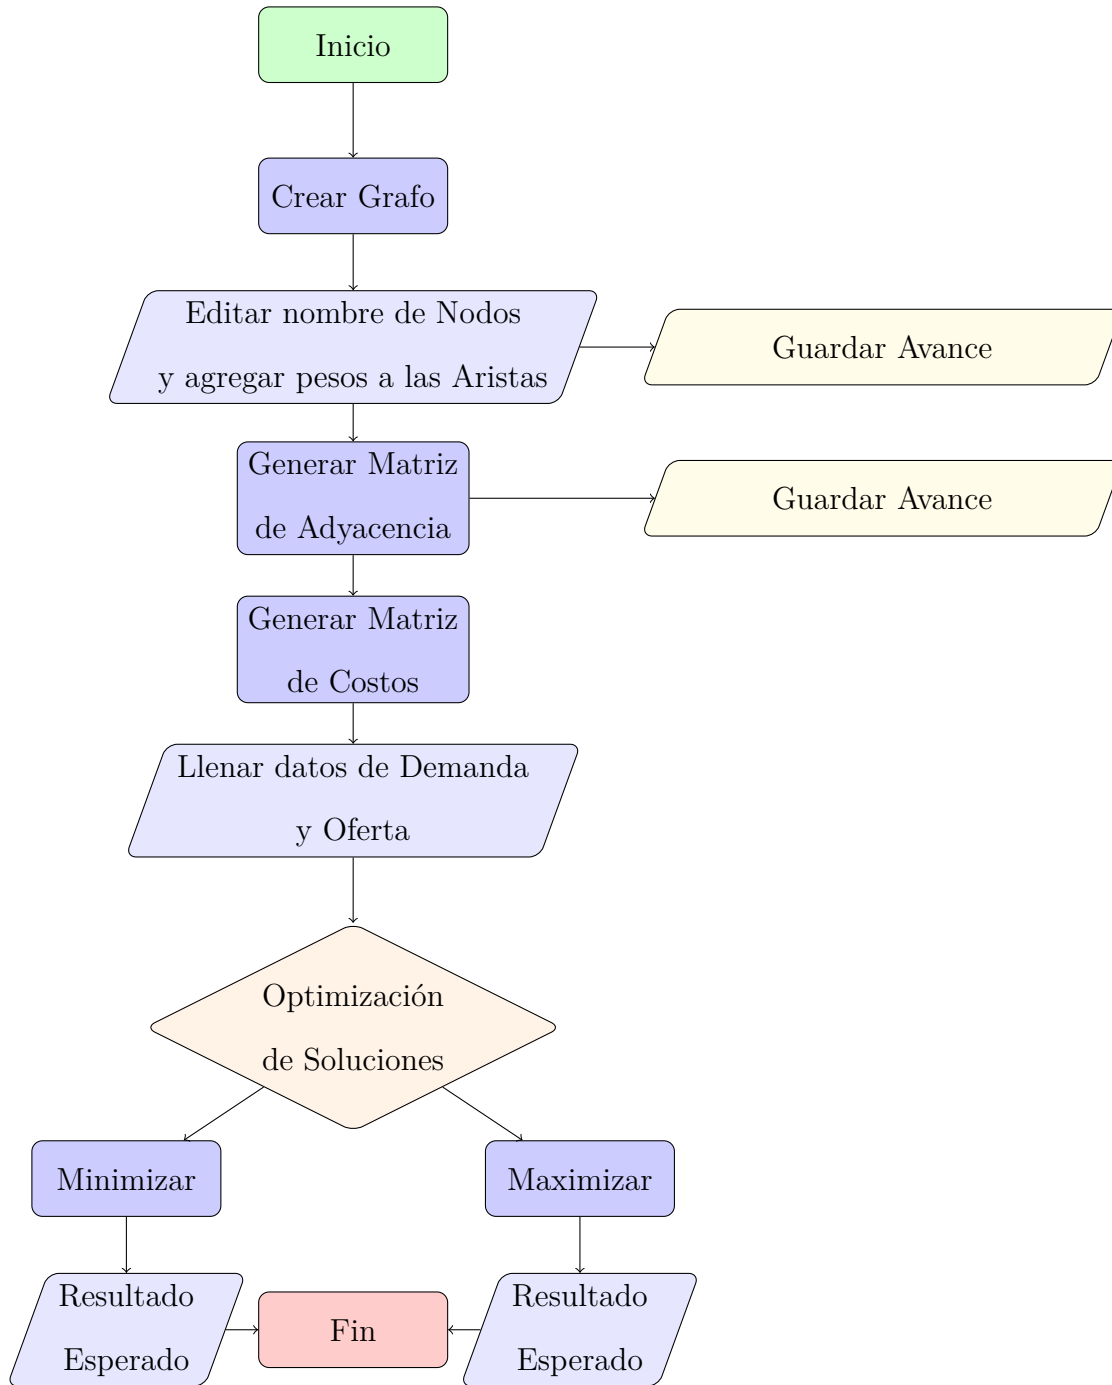 Inicio
Crear Grafo
Editar nombre de Nodos
y agregar pesos a las Aristas
Guardar Avance
Generar Matriz
de Adyacencia
Guardar Avance
Generar Matriz
de Costos
Llenar datos de Demanda
y Oferta
Optimización
de Soluciones
Minimizar
Maximizar
Resultado
Esperado
Fin
Resultado
Esperado